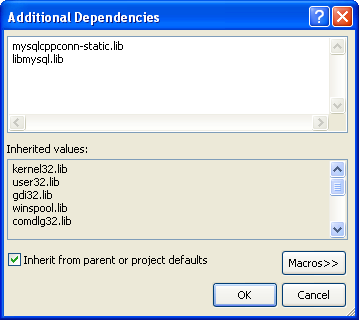 Additional Dependencies
mysqlcppconn-static.lib
libmysql.lib
Inherited values:
kernel32.lib
user32.lib
gdi32.lib
winspool.lib
comdlg32.lib
Inherit from parent or project defaults
Macros>>
OK
Cancel